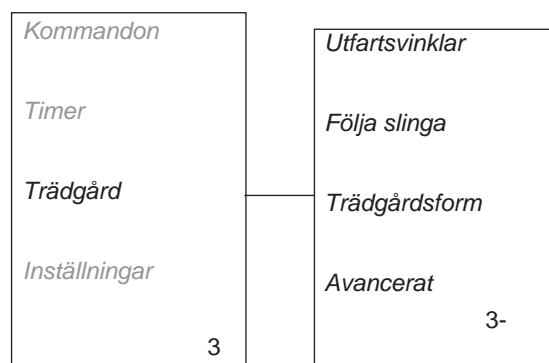 Kommandon
Timer
Trädgård
Inställningar
3
Utfartsvinklar
Följa slinga
Trädgårdsform
Avancerat
3-